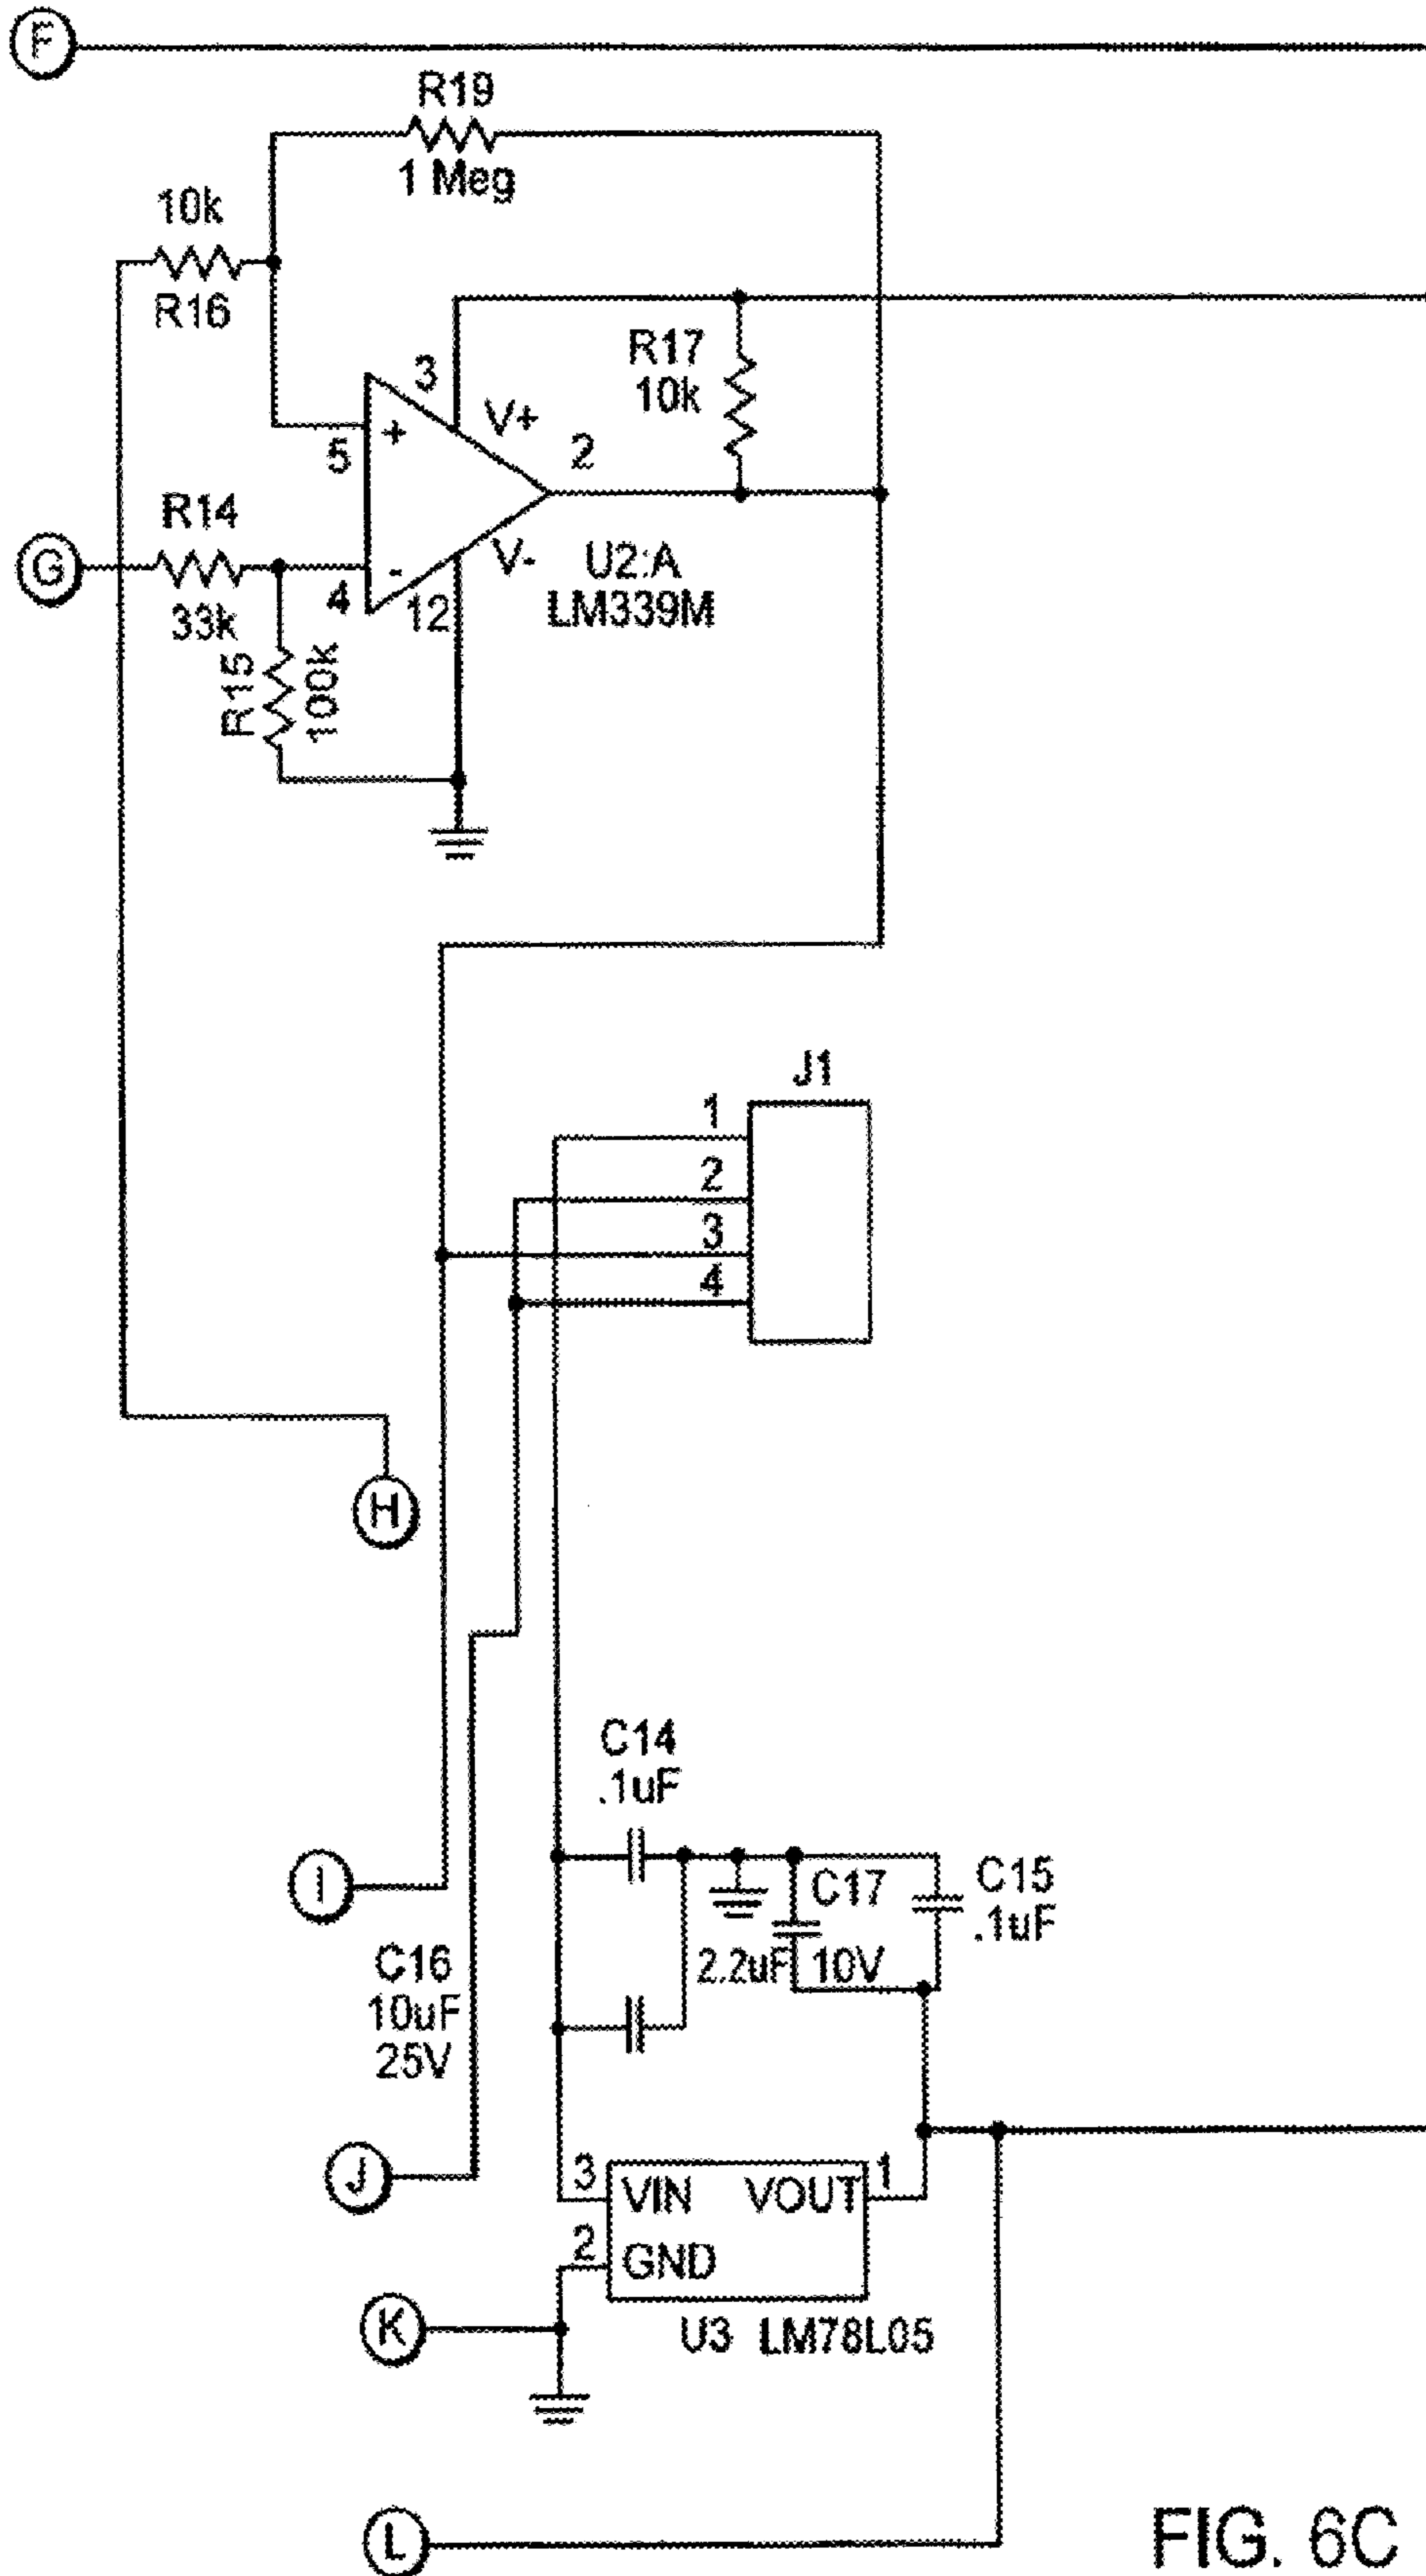 F
R19
1 Meg
10k
R16
R17
10k
3
V+
5
+
2
R14
G
33k
4
-
12
V-
U2:A
LM339M
R15
100k
J1
1
2
3
4
H
C14
.1uF
I
C17
C15
.1uF
2.2uF
10V
C16
10uF
25V
J
3
VIN
VOUT
1
2
GND
K
U3 LM78L05
L
FIG. 6C